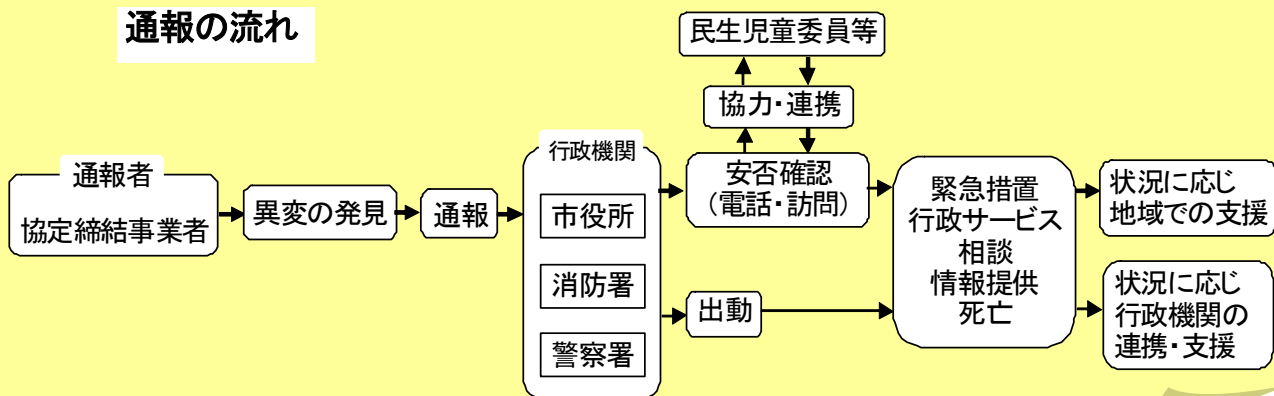 通報の流れ
通報者
協定締結事業者
異変の発見
通報
行政機関
市役所
消防署
警察署
民生児童委員等
協力・連携
安否確認
(電話・訪問)
出動
緊急措置
行政サービス
相談
情報提供
死亡
状況に応じ
地域での支援
状況に応じ
行政機関の
連携・支援